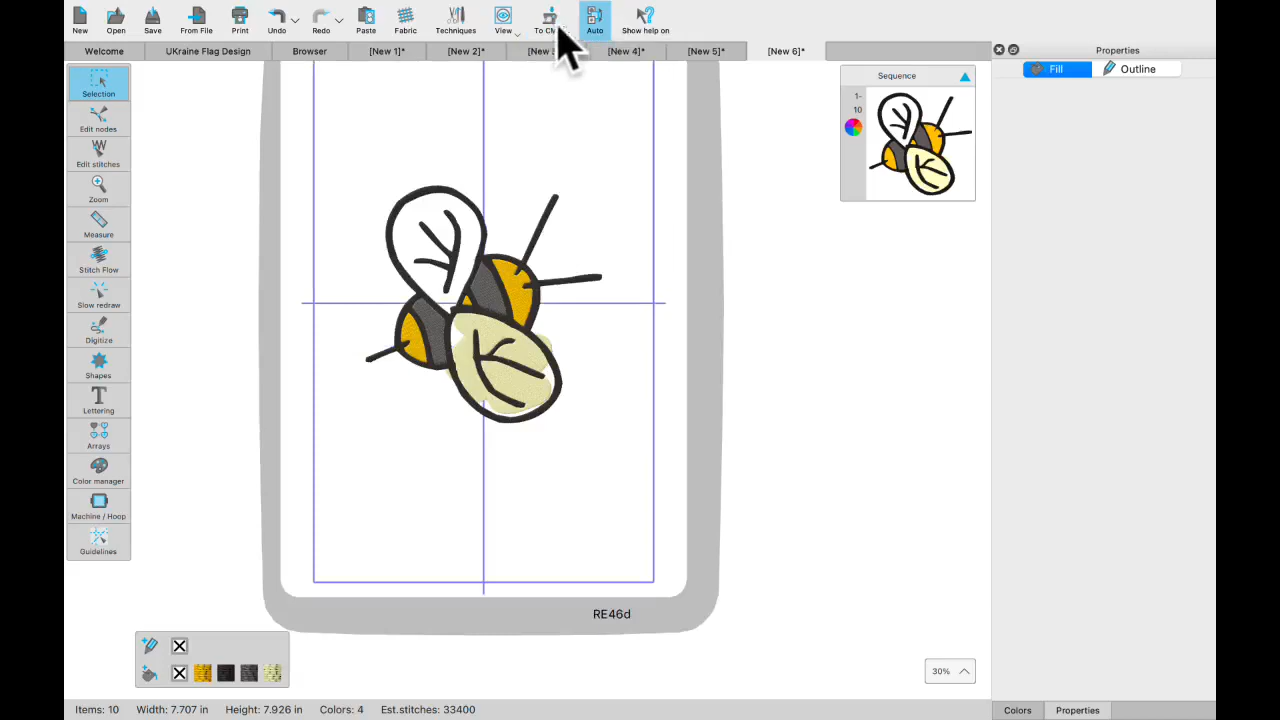 New Open Save From File Print Undo Redo Paste Fabric Techniques View Auto Show help on
Welcome UKraine Flag Design Browser [New 1]* [New 2]* [New 4]* [New 5]* [New 6]*
Properties
Fill Outline
Selection
Edit nodes
Edit stitches
Zoom
Measure
Stitch Flow
Slow redraw
Digitize
Shapes
Lettering
Arrays
Color manager
Machine / Hoop
Guidelines
Sequence
1-
10
RE46d
30%
Items: 10 Width: 7.707 in Height: 7.926 in Colors: 4 Est.stitches: 33400
Colors Properties